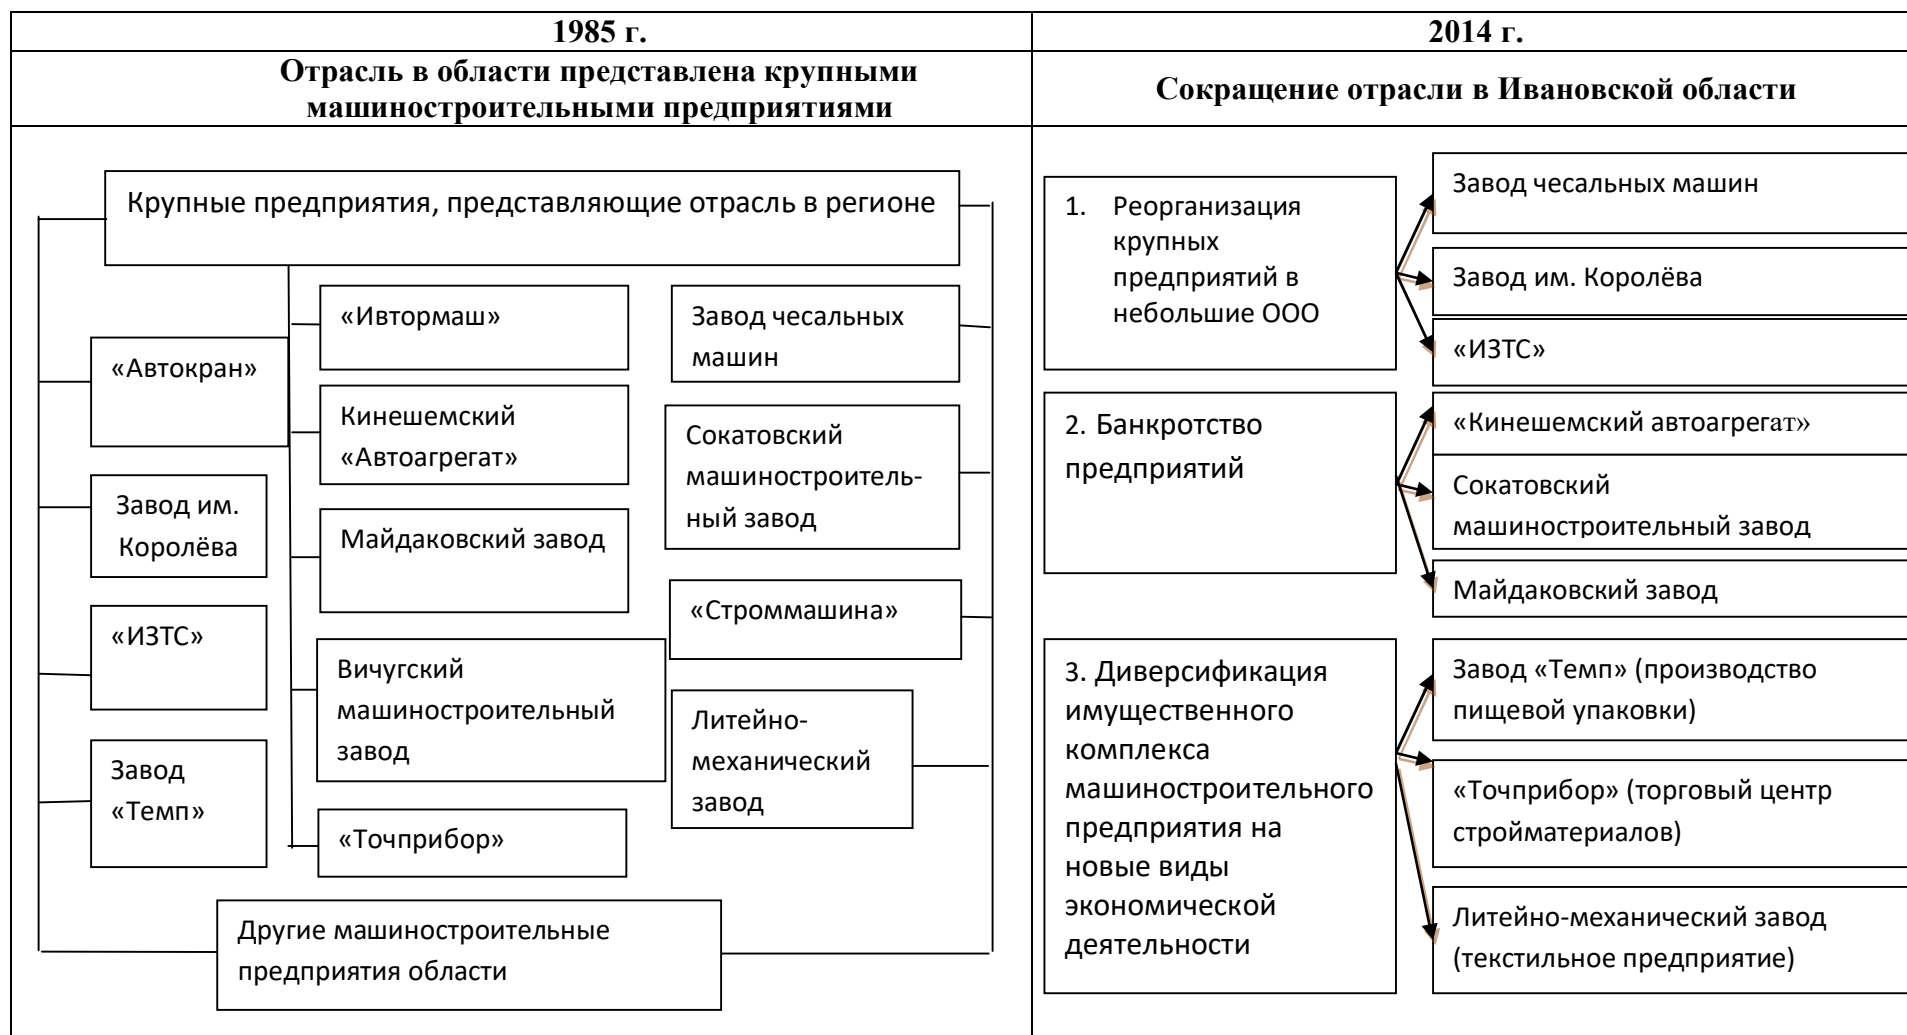 1985 г.
2014 г.
Отрасль в области представлена крупными
машиностроительными предприятиями
Сокращение отрасли в Ивановской области
Крупные предприятия, представляющие отрасль в регионе
«Автокран»
Завод им.
Королёва
«ИЗТС»
Завод
«Темп»
«Ивтормаш»
Кинешемский
«Автоагрегат»
Майдаковский завод
Вичугский
машиностроительный
завод
«Точприбор»
Завод чесальных
машин
Сокатовский
машиностроитель-
ный завод
«Строммашина»
Литейно-
механический
завод
Другие машиностроительные
предприятия области
1. Реорганизация
крупных
предприятий в
небольшие ООО
Завод чесальных машин
Завод им. Королёва
«ИЗТС»
2. Банкротство
предприятий
«Кинешемский автоагрегат»
Сокатовский
машиностроительный завод
Майдаковский завод
3. Диверсификация
имущественного
комплекса
машиностроительного
предприятия на
новые виды
экономической
деятельности
Завод «Темп» (производство
пищевой упаковки)
«Точприбор» (торговый центр
стройматериалов)
Литейно-механический завод
(текстильное предприятие)